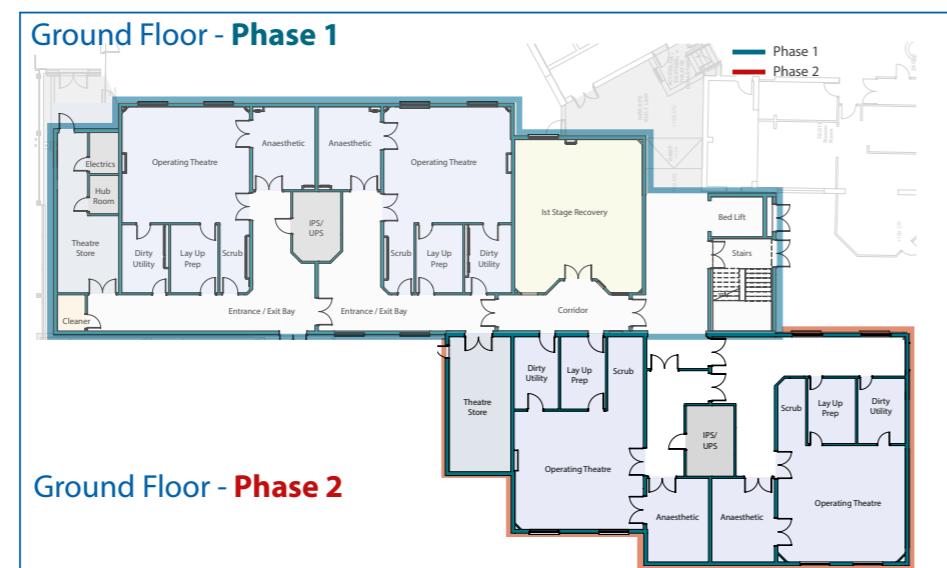 Ground Floor - Phase 1
Phase 1
Phase 2
Electrics
Hub
Room
Theatre
Store
Cleaner
Operating Theatre
Anaesthetic
Anaesthetic
Operating Theatre
IPS/
UPS
Dirty
Utility
Lay Up
Prep
Scrub
Scrub
Lay Up
Prep
Dirty
Utility
Ist Stage Recovery
Bed Lift
Stairs
Entrance / Exit Bay
Entrance / Exit Bay
Corridor
Theatre
Store
Dirty
Utility
Lay Up
Prep
Scrub
Operating Theatre
IPS/
UPS
Scrub
Lay Up
Prep
Dirty
Utility
Anaesthetic
Anaesthetic
Operating Theatre
Ground Floor - Phase 2